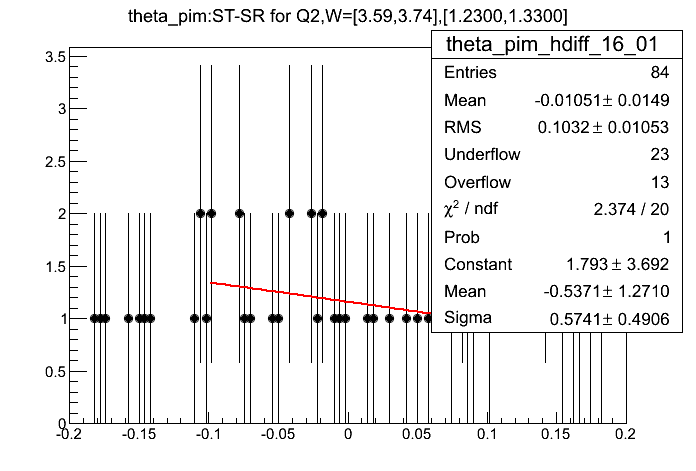 theta_pim:ST-SR for Q2,W=[3.59,3.74],[1.2300,1.3300]
theta_pim_hdiff_16_01
Entries 84
Mean -0.01051± 0.0149
RMS 0.1032 ± 0.01053
Underflow 23
Overflow 13
χ² / ndf 2.374 / 20
Prob 1
Constant 1.793 ± 3.692
Mean -0.5371± 1.2710
Sigma 0.5741± 0.4906
3.5
3
2.5
2
1.5
1
0.5
0
-0.2 -0.15 -0.1 -0.05 0 0.05 0.1 0.15 0.2